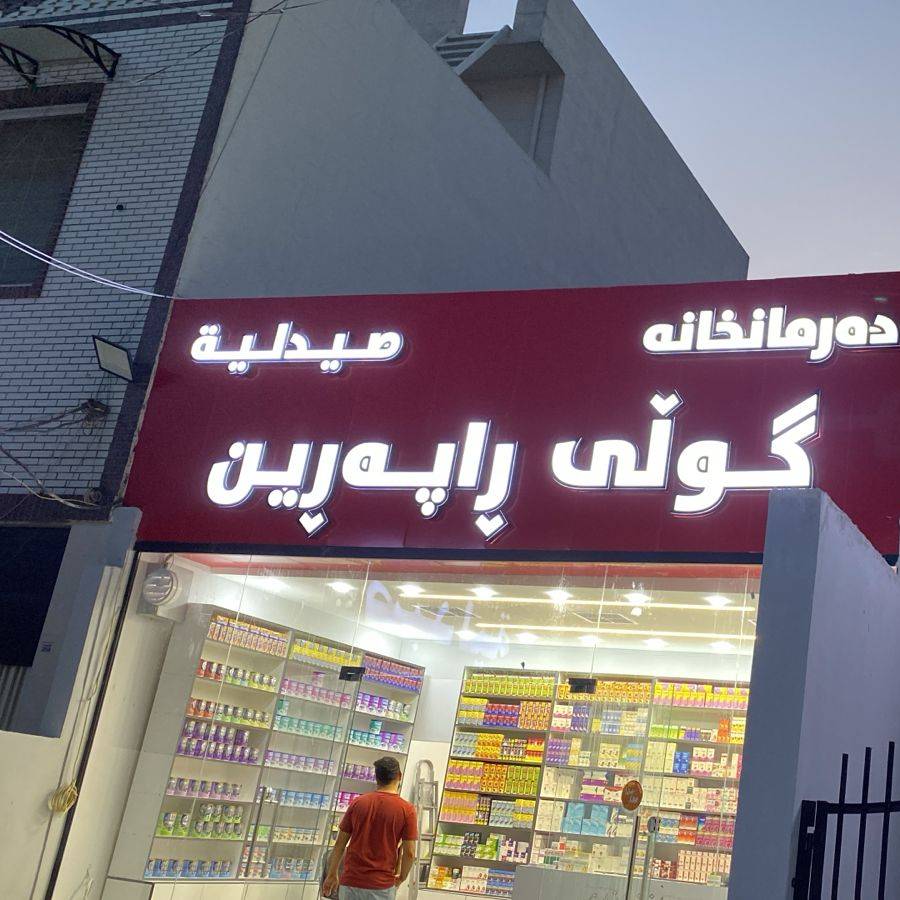 دەرمانخانە
صيدلية
گوڵی ڕاپەڕین